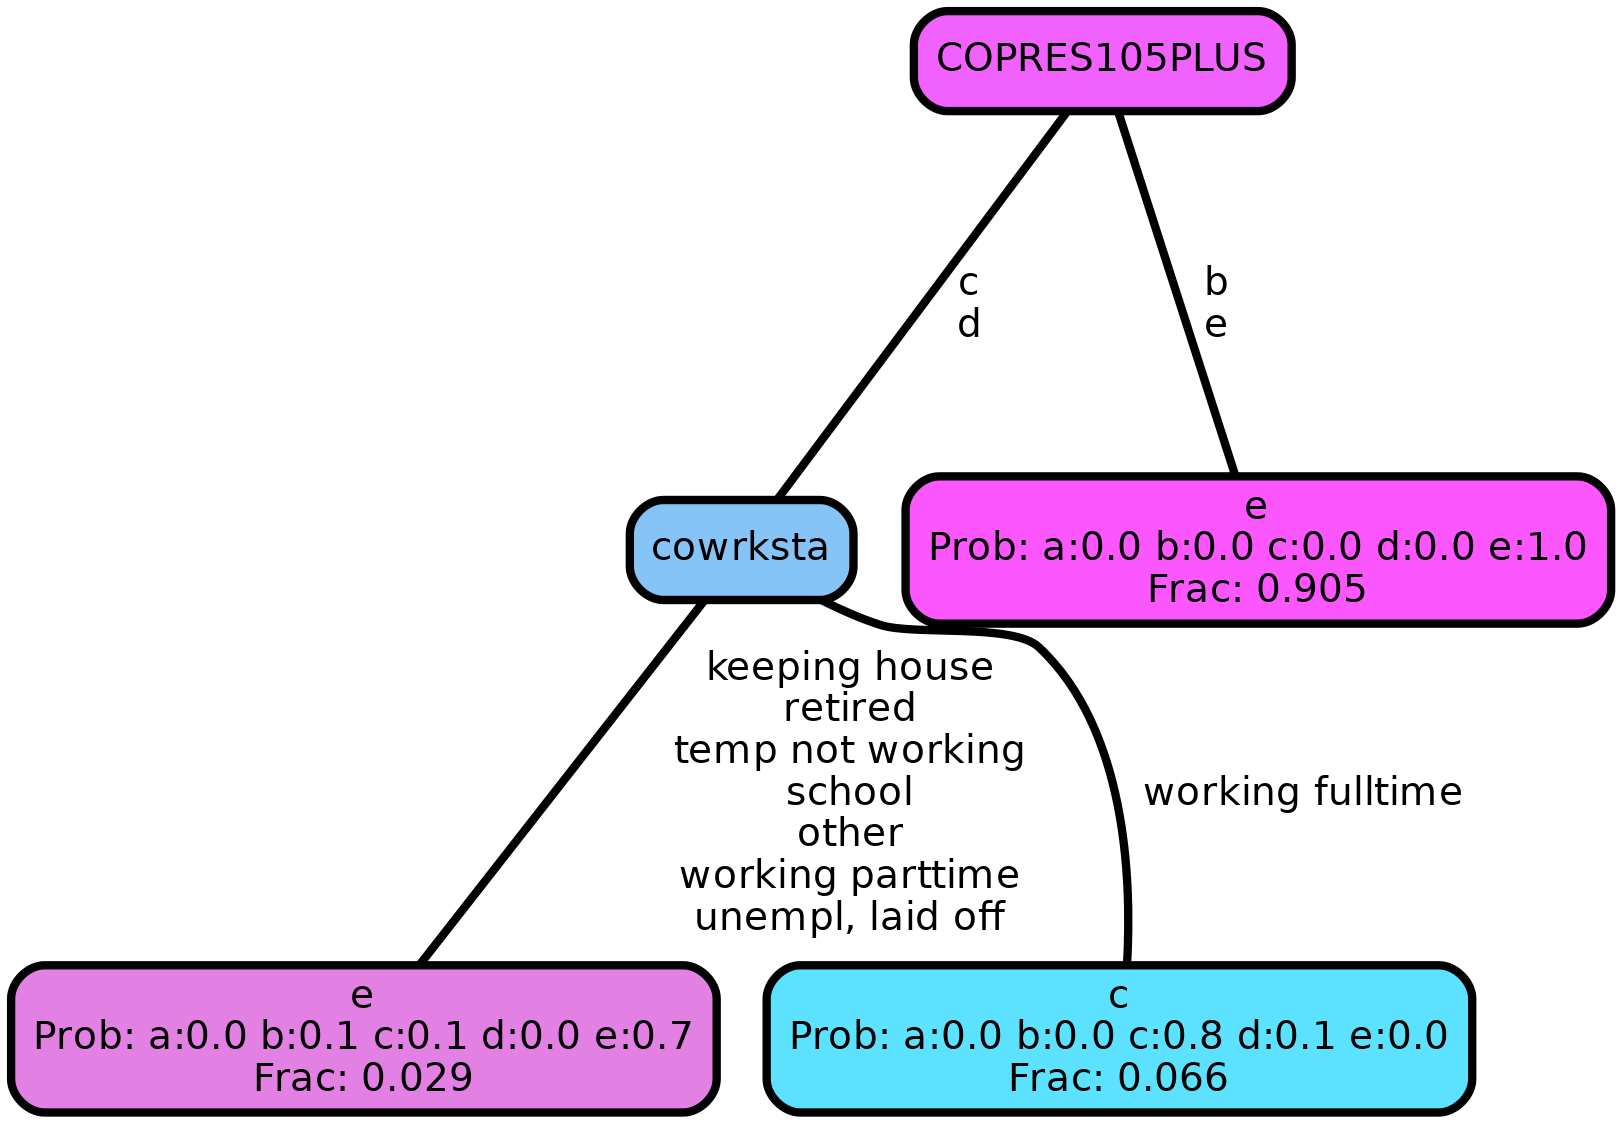 COPRES105PLUS
c
d
b
e
cowrksta
e
Prob: a:0.0 b:0.0 c:0.0 d:0.0 e:1.0
Frac: 0.905
keeping house
retired
temp not working
school
other
working parttime
unempl, laid off
working fulltime
e
Prob: a:0.0 b:0.1 c:0.1 d:0.0 e:0.7
Frac: 0.029
c
Prob: a:0.0 b:0.0 c:0.8 d:0.1 e:0.0
Frac: 0.066